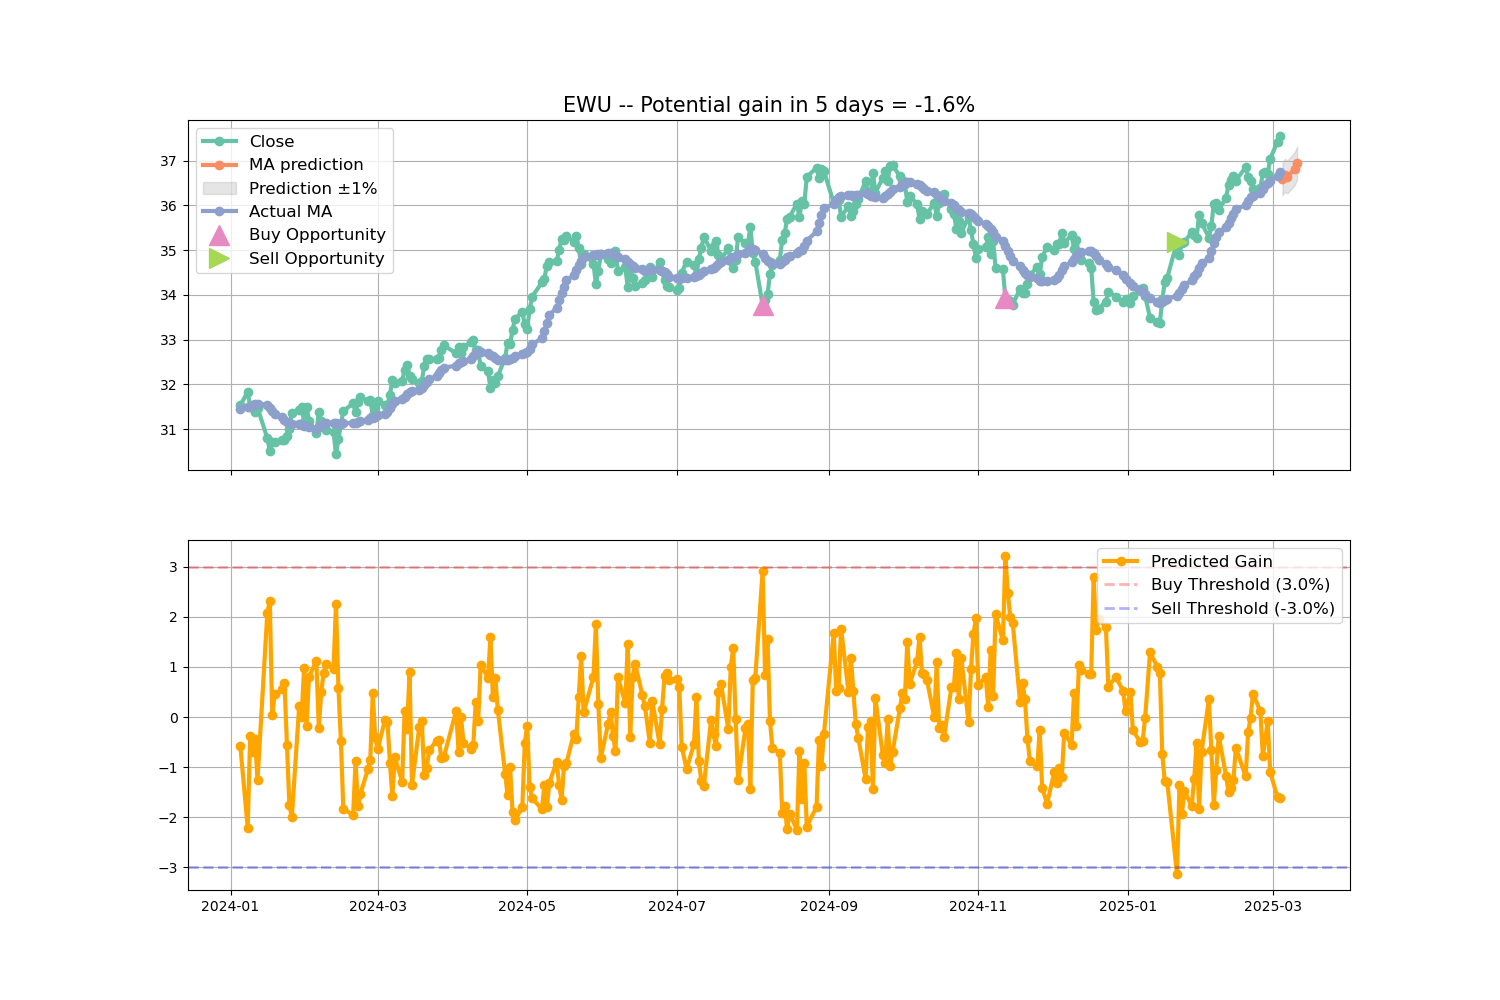 EWU -- Potential gain in 5 days = -1.6%
Close
MA prediction
Prediction ±1%
Actual MA
Buy Opportunity
Sell Opportunity
37
36
35
34
33
32
31
Predicted Gain
Buy Threshold (3.0%)
Sell Threshold (-3.0%)
3
2
1
0
−1
−2
−3
2024-01 2024-03 2024-05 2024-07 2024-09 2024-11 2025-01 2025-03